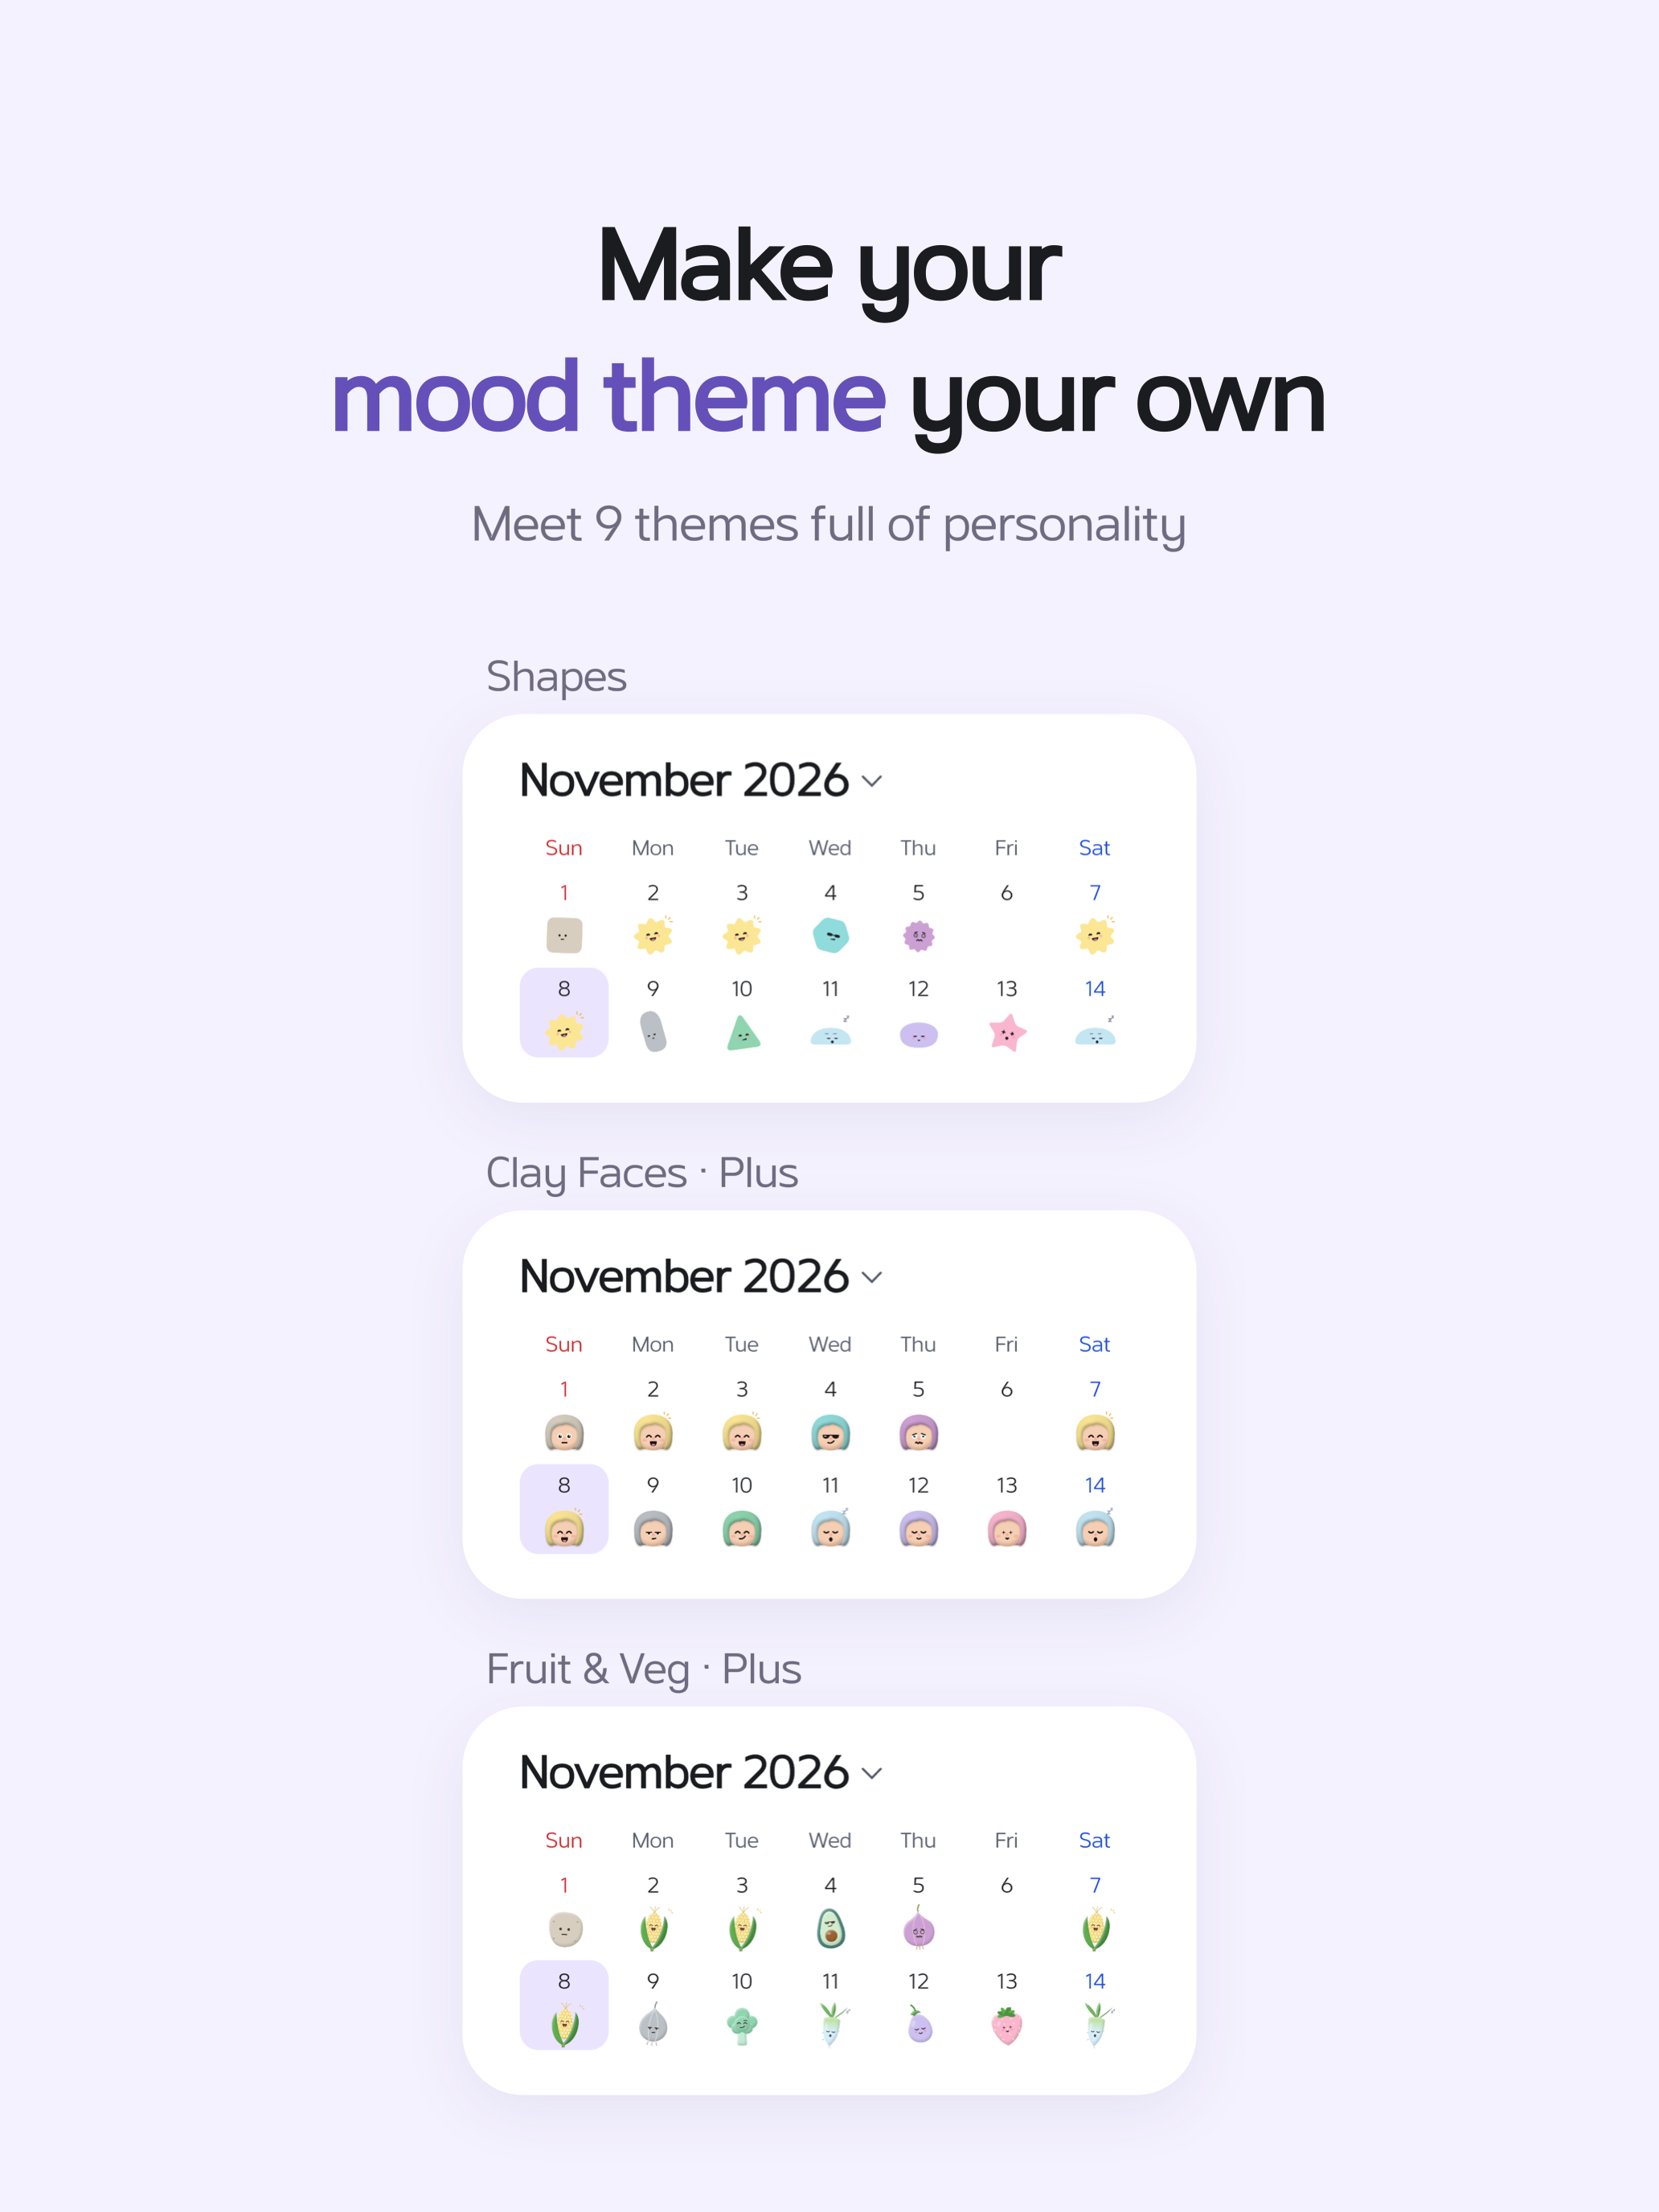 Make your
mood theme your own
Meet 9 themes full of personality
Shapes
November 2026
Sun Mon Tue Wed Thu Fri Sat
1 2 3 4 5 6 7
8 9 10 11 12 13 14
Clay Faces · Plus
November 2026
Sun Mon Tue Wed Thu Fri Sat
1 2 3 4 5 6 7
8 9 10 11 12 13 14
Fruit & Veg · Plus
November 2026
Sun Mon Tue Wed Thu Fri Sat
1 2 3 4 5 6 7
8 9 10 11 12 13 14